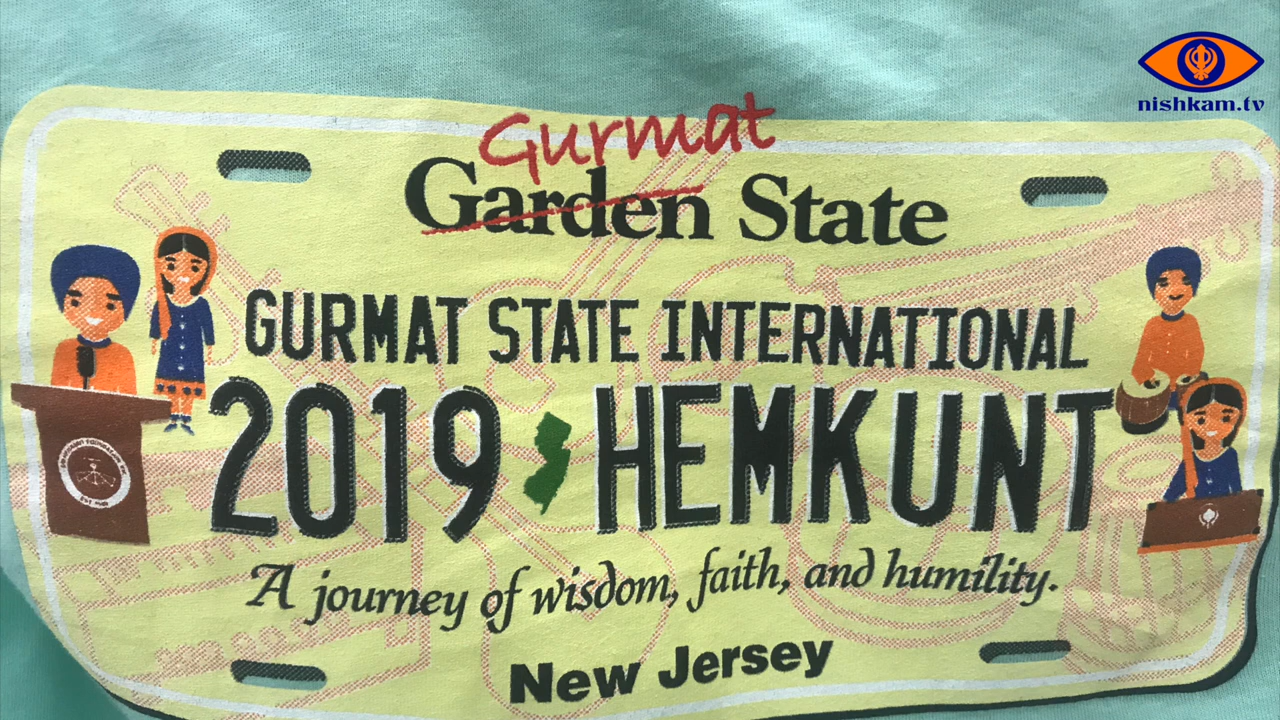 nishkam.tv
Gurmat
Garden State
GURMAT STATE INTERNATIONAL
2019 HEMKUNT
A journey of wisdom, faith, and humility.
New Jersey